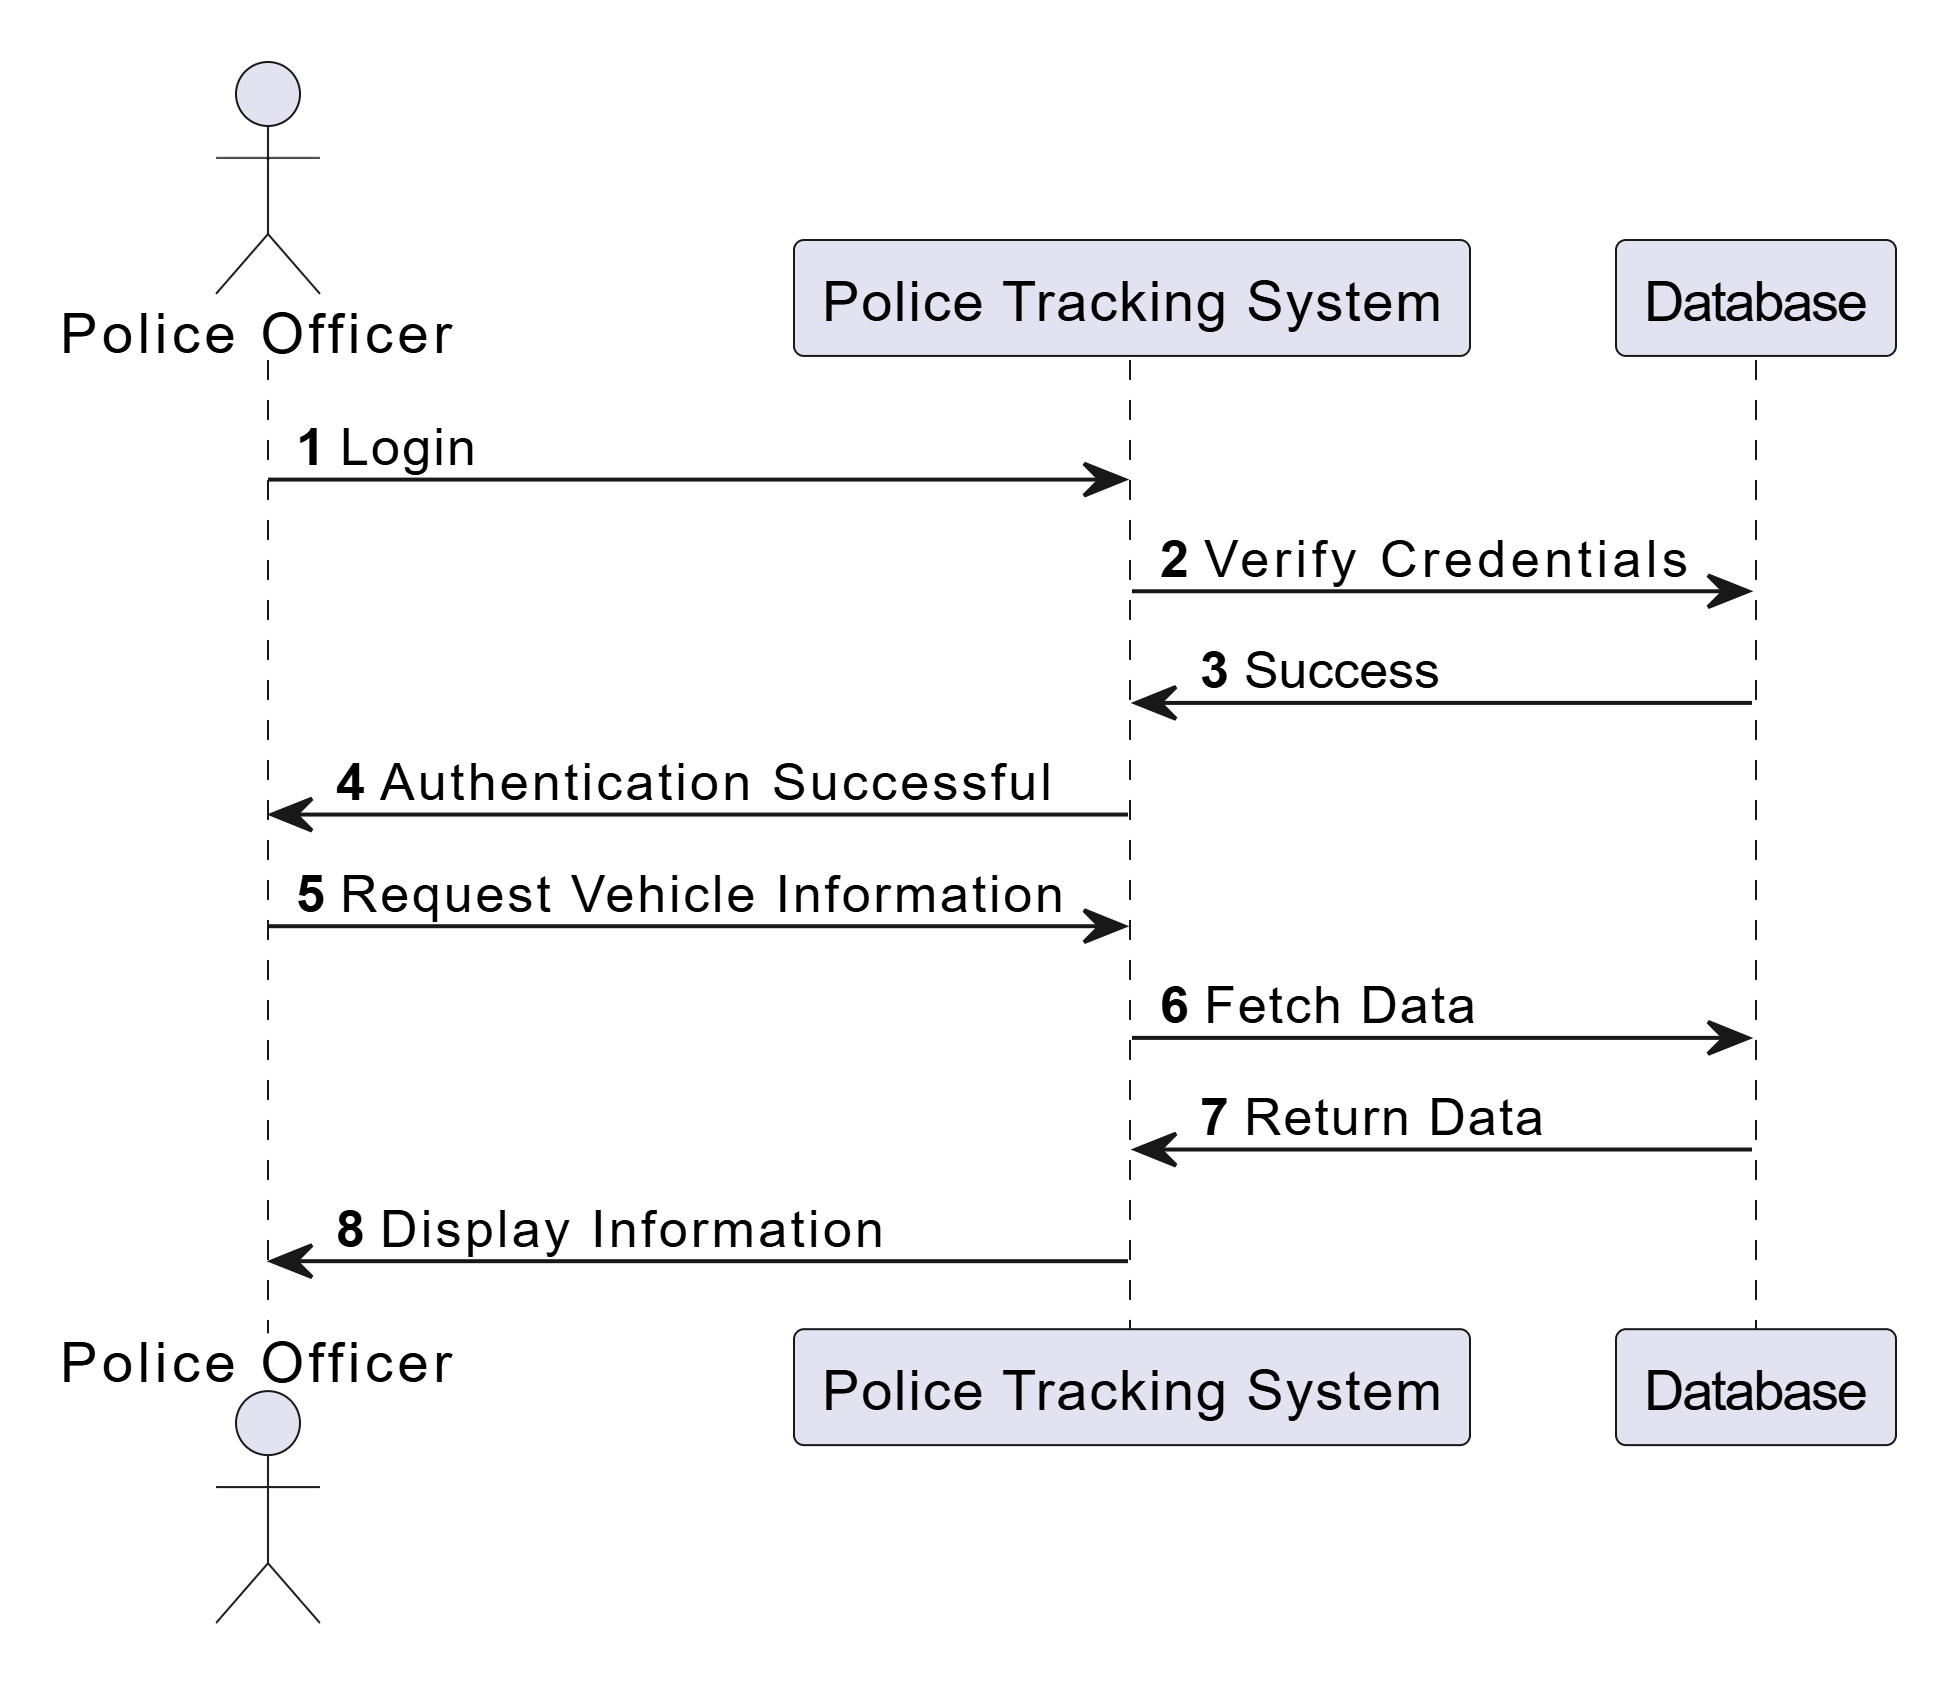 Police Officer
Police Tracking System
Database
1 Login
2 Verify Credentials
3 Success
4 Authentication Successful
5 Request Vehicle Information
6 Fetch Data
7 Return Data
8 Display Information
Police Officer
Police Tracking System
Database